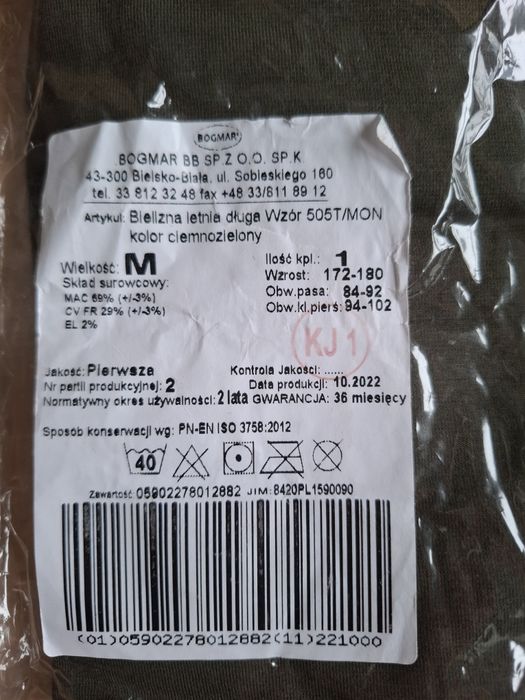 BOGMAR
BOGMAR BB SP.Z O.O. SP.K
43-300 Bielsko-Biała, ul. Sobieskiego 160
tel. 33 812 32 48 fax +48 33/811 89 12
Artykuł: Bielizna letnia długa Wzór 505T/MON
kolor ciemnozielony
Wielkość: M
Ilość kpl.: 1
Skład surowcowy:
Wzrost: 172-180
MAC 69% (+/-3%)
Obw.pasa: 84-92
CV FR 29% (+/-3%)
Obw.kl.pierś: 94-102
EL 2%
KJ 1
Jakość: Pierwsza
Kontrola Jakości: ......
Nr partii produkcyjnej: 2
Data produkcji: 10.2022
Normatywny okres używalności: 2 lata GWARANCJA: 36 miesięcy
Sposób konserwacji wg: PN-EN ISO 3758:2012
40
Zawartość: 05902278012882 JIM: 8420PL1590090
(01)05902278012882(11)221000